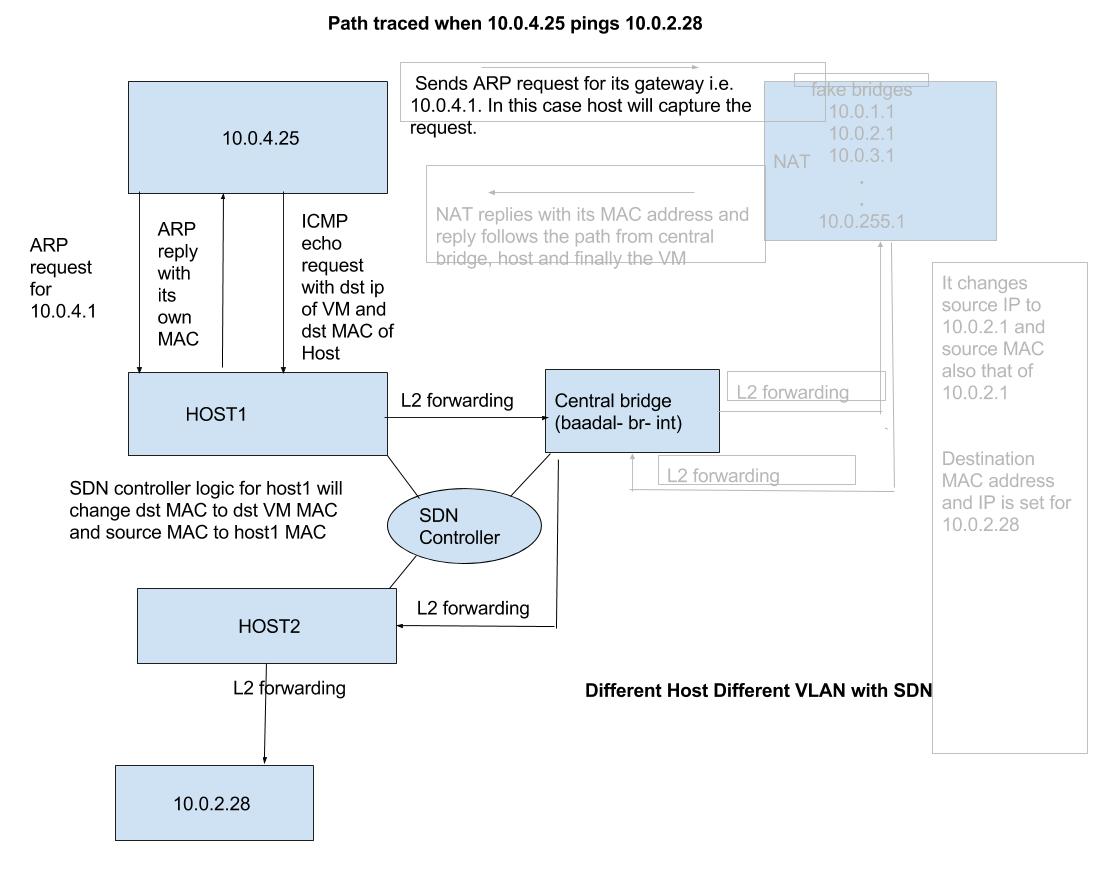 Path traced when 10.0.4.25 pings 10.0.2.28
Sends ARP request for its gateway i.e.
10.0.4.1. In this case host will capture the
request.
fake bridges
10.0.1.1
10.0.2.1
10.0.3.1
.
.
10.0.255.1
NAT
10.0.4.25
NAT replies with its MAC address and
reply follows the path from central
bridge, host and finally the VM
ARP
request
for
10.0.4.1
ARP
reply
with
its
own
MAC
ICMP
echo
request
with dst ip
of VM and
dst MAC of
Host
It changes
source IP to
10.0.2.1 and
source MAC
also that of
10.0.2.1
Destination
MAC address
and IP is set for
10.0.2.28
HOST1
L2 forwarding
Central bridge
(baadal- br- int)
L2 forwarding
L2 forwarding
SDN controller logic for host1 will
change dst MAC to dst VM MAC
and source MAC to host1 MAC
SDN
Controller
HOST2
L2 forwarding
L2 forwarding
Different Host Different VLAN with SDN
10.0.2.28